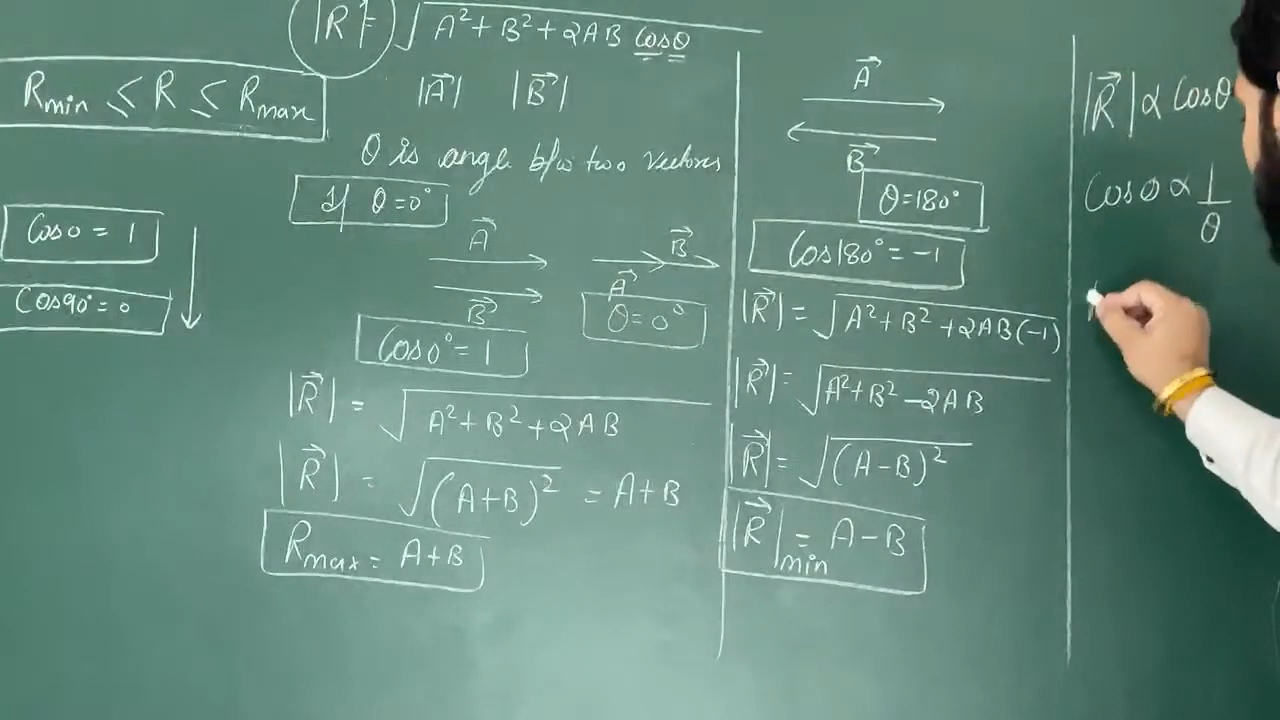 |R| = √A² + B² + 2AB cosθ
Rmin ≤ R ≤ Rmax
|A⃗| |B⃗|
θ is angle b/w two vectors
If θ = 0°
Cos0 = 1
Cos90° = 0
A⃗
B⃗
A⃗ B⃗
θ = 0°
Cos0° = 1
|R⃗| = √A² + B² + 2AB
|R⃗| = √(A+B)² = A+B
Rmax = A+B
A⃗
B⃗
θ = 180°
Cos180° = -1
|R⃗| = √A² + B² + 2AB(-1)
|R⃗| = √A² + B² - 2AB
|R⃗| = √(A-B)²
|R⃗|min = A-B
|R⃗| ∝ Cosθ
Cosθ ∝ 1/θ